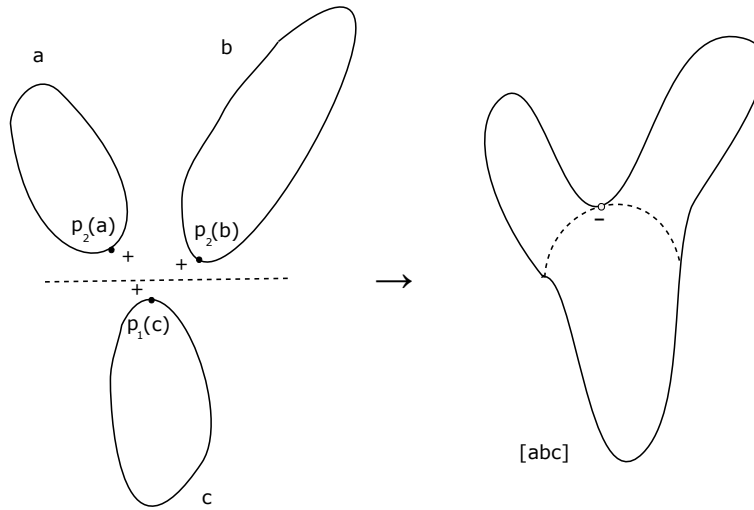 a
b
p₂(a)
p₂(b)
+
+
+
p₁(c)
→
–
[abc]
c